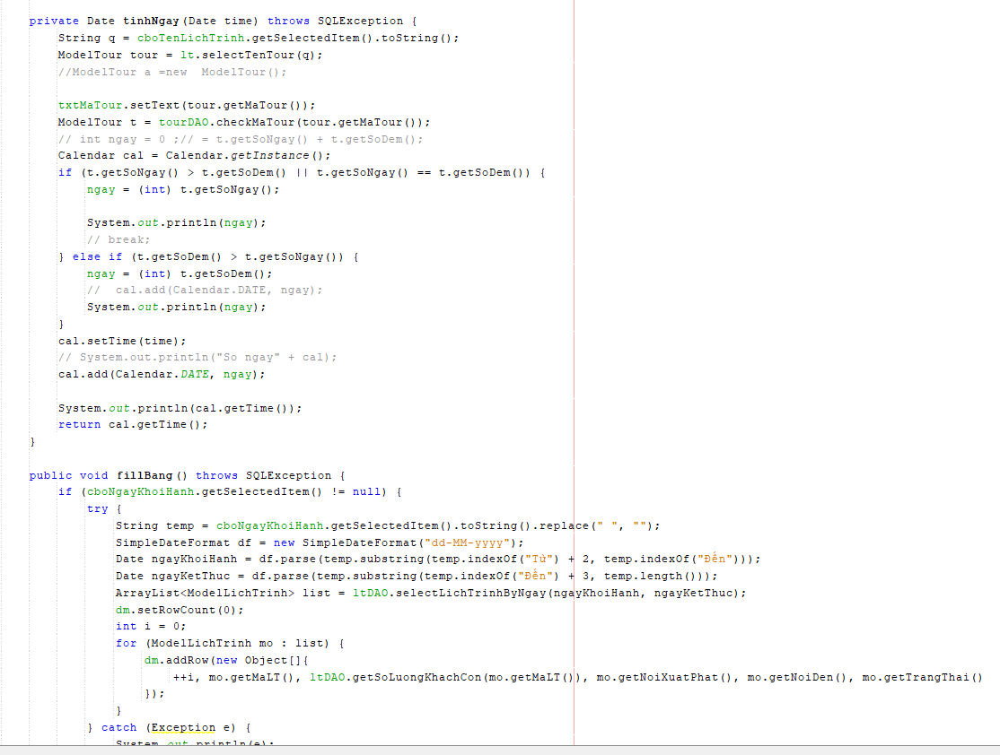 private Date tinhNgay(Date time) throws SQLException {
String q = cboTenLichTrinh.getSelectedItem().toString();
ModelTour tour = lt.selectTenTour(q);
//ModelTour a =new  ModelTour();
txtMaTour.setText(tour.getMaTour());
ModelTour t = tourDAO.checkMaTour(tour.getMaTour());
// int ngay = 0 ;// = t.getSoNgay() + t.getSoDem();
Calendar cal = Calendar.getInstance();
if (t.getSoNgay() > t.getSoDem() || t.getSoNgay() == t.getSoDem()) {
ngay = (int) t.getSoNgay();
System.out.println(ngay);
// break;
} else if (t.getSoDem() > t.getSoNgay()) {
ngay = (int) t.getSoDem();
//  cal.add(Calendar.DATE, ngay);
System.out.println(ngay);
}
cal.setTime(time);
// System.out.println("So ngay" + cal);
cal.add(Calendar.DATE, ngay);
System.out.println(cal.getTime());
return cal.getTime();
}
public void fillBang() throws SQLException {
if (cboNgayKhoiHanh.getSelectedItem() != null) {
try {
String temp = cboNgayKhoiHanh.getSelectedItem().toString().replace(" ", "");
SimpleDateFormat df = new SimpleDateFormat("dd-MM-yyyy");
Date ngayKhoiHanh = df.parse(temp.substring(temp.indexOf("Từ") + 2, temp.indexOf("Đến")));
Date ngayKetThuc = df.parse(temp.substring(temp.indexOf("Đến") + 3, temp.length()));
ArrayList<ModelLichTrinh> list = ltDAO.selectLichTrinhByNgay(ngayKhoiHanh, ngayKetThuc);
dm.setRowCount(0);
int i = 0;
for (ModelLichTrinh mo : list) {
dm.addRow(new Object[]{
++i, mo.getMaLT(), ltDAO.getSoLuongKhachCon(mo.getMaLT()), mo.getNoiXuatPhat(), mo.getNoiDen(), mo.getTrangThai()
});
}
} catch (Exception e) {
System.out.println(e);